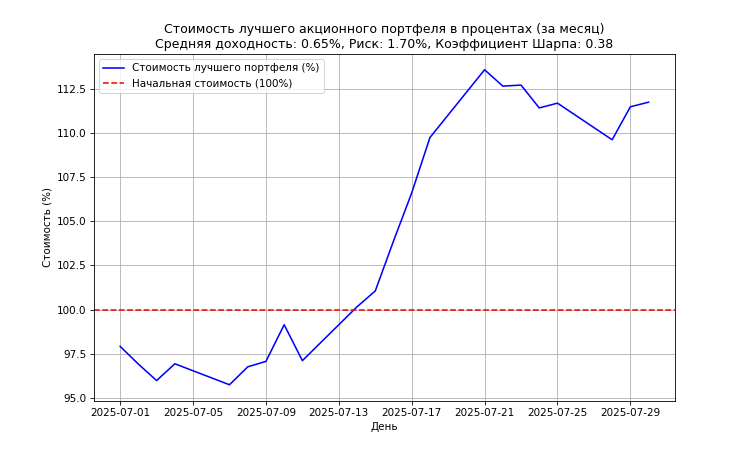 Стоимость лучшего акционного портфеля в процентах (за месяц)
Средняя доходность: 0.65%, Риск: 1.70%, Коэффициент Шарпа: 0.38
Стоимость лучшего портфеля (%)
Начальная стоимость (100%)
Стоимость (%)
112.5
110.0
107.5
105.0
102.5
100.0
97.5
95.0
2025-07-01 2025-07-05 2025-07-09 2025-07-13 2025-07-17 2025-07-21 2025-07-25 2025-07-29
День